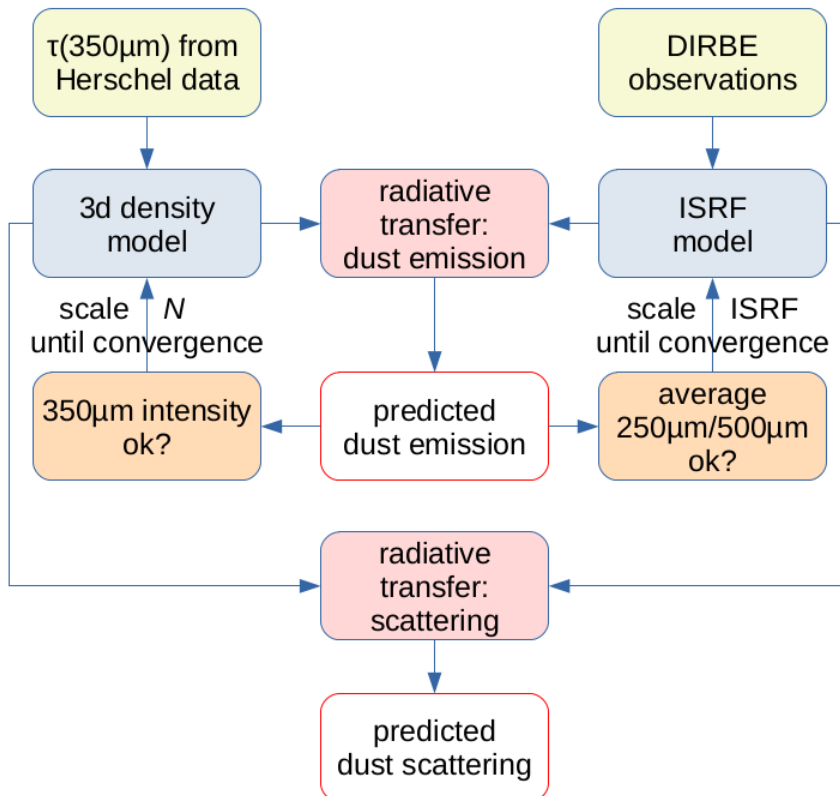 τ(350µm) from
Herschel data
DIRBE
observations
3d density
model
radiative
transfer:
dust emission
ISRF
model
scale N
until convergence
scale ISRF
until convergence
350µm intensity
ok?
predicted
dust emission
average
250µm/500µm
ok?
radiative
transfer:
scattering
predicted
dust scattering